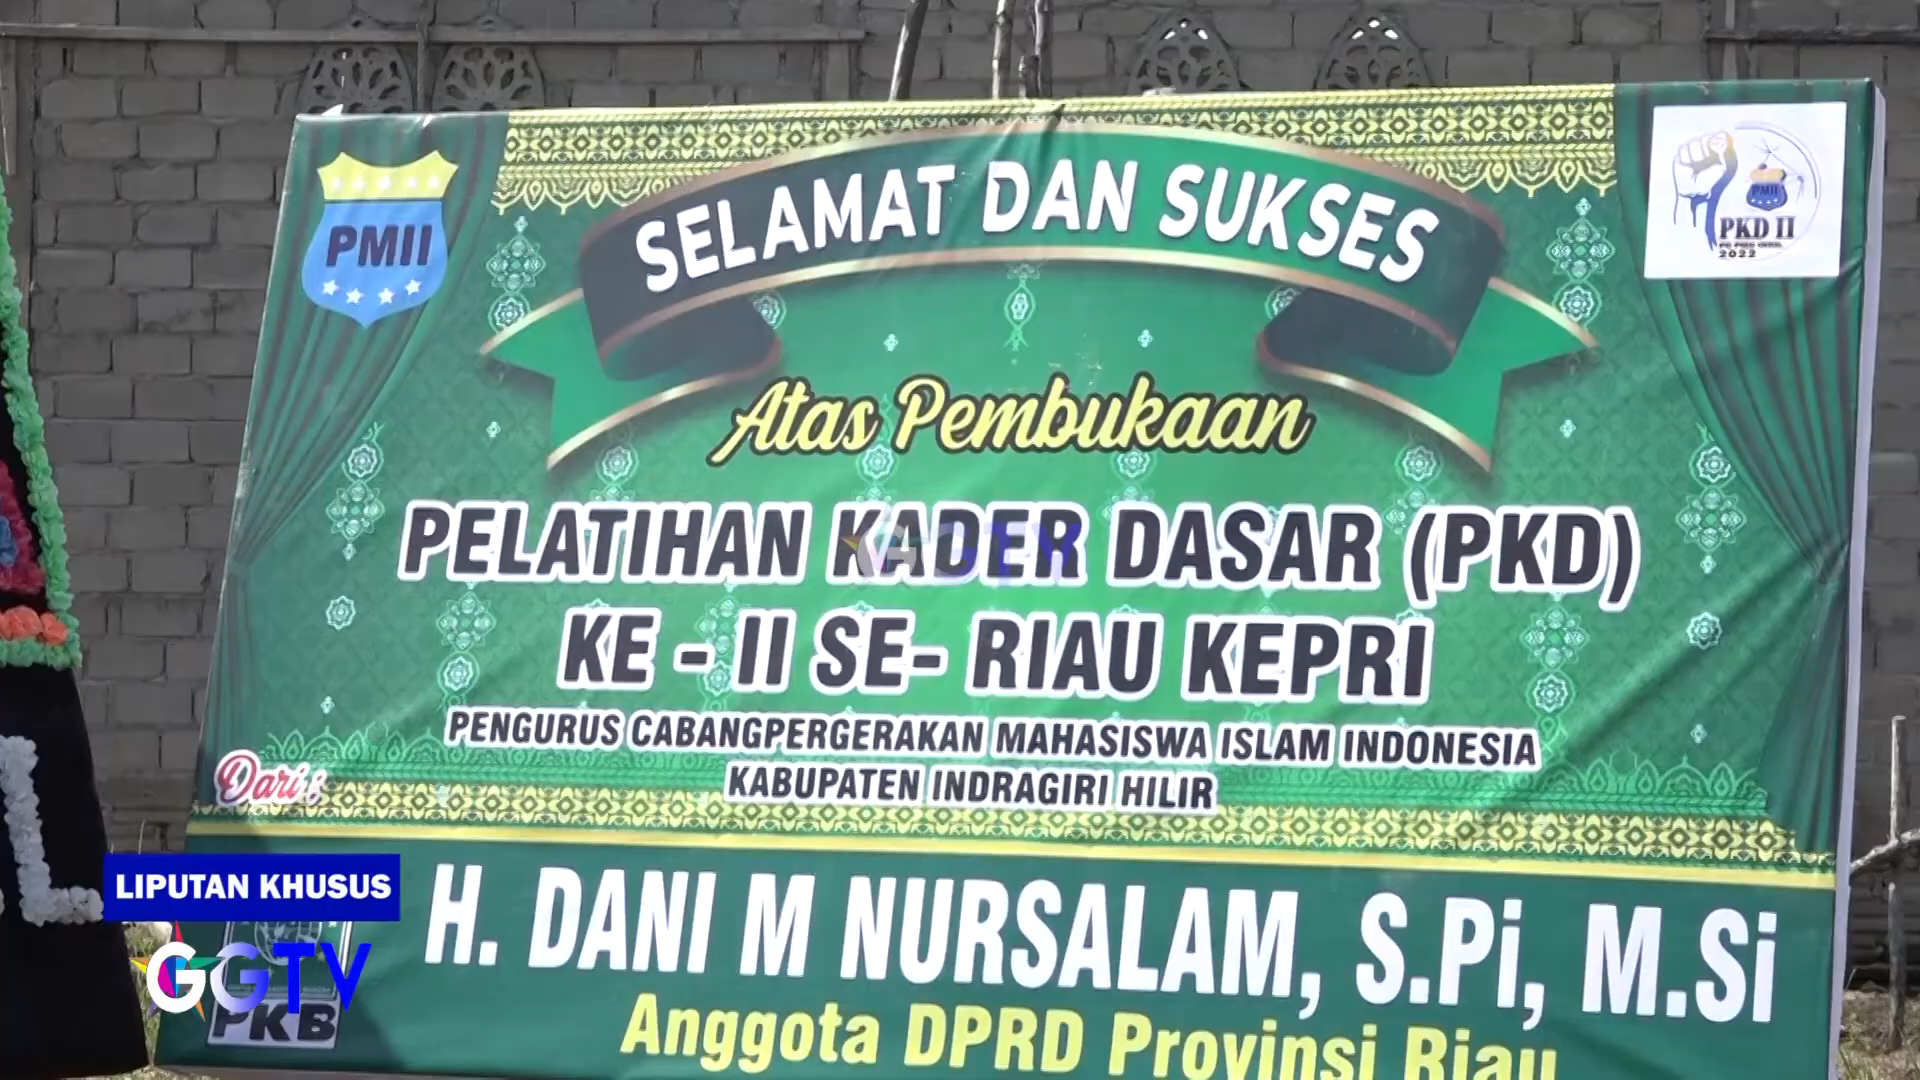 SELAMAT DAN SUKSES
PMII
PMII
PKD II
2022
Atas Pembukaan
PELATIHAN KADER DASAR (PKD)
GGTV
KE - II SE- RIAU KEPRI
PENGURUS CABANGPERGERAKAN MAHASISWA ISLAM INDONESIA
KABUPATEN INDRAGIRI HILIR
Dari :
LIPUTAN KHUSUS
H. DANI M NURSALAM, S.Pi, M.Si
GGTV
PKB
Anggota DPRD Provinsi Riau